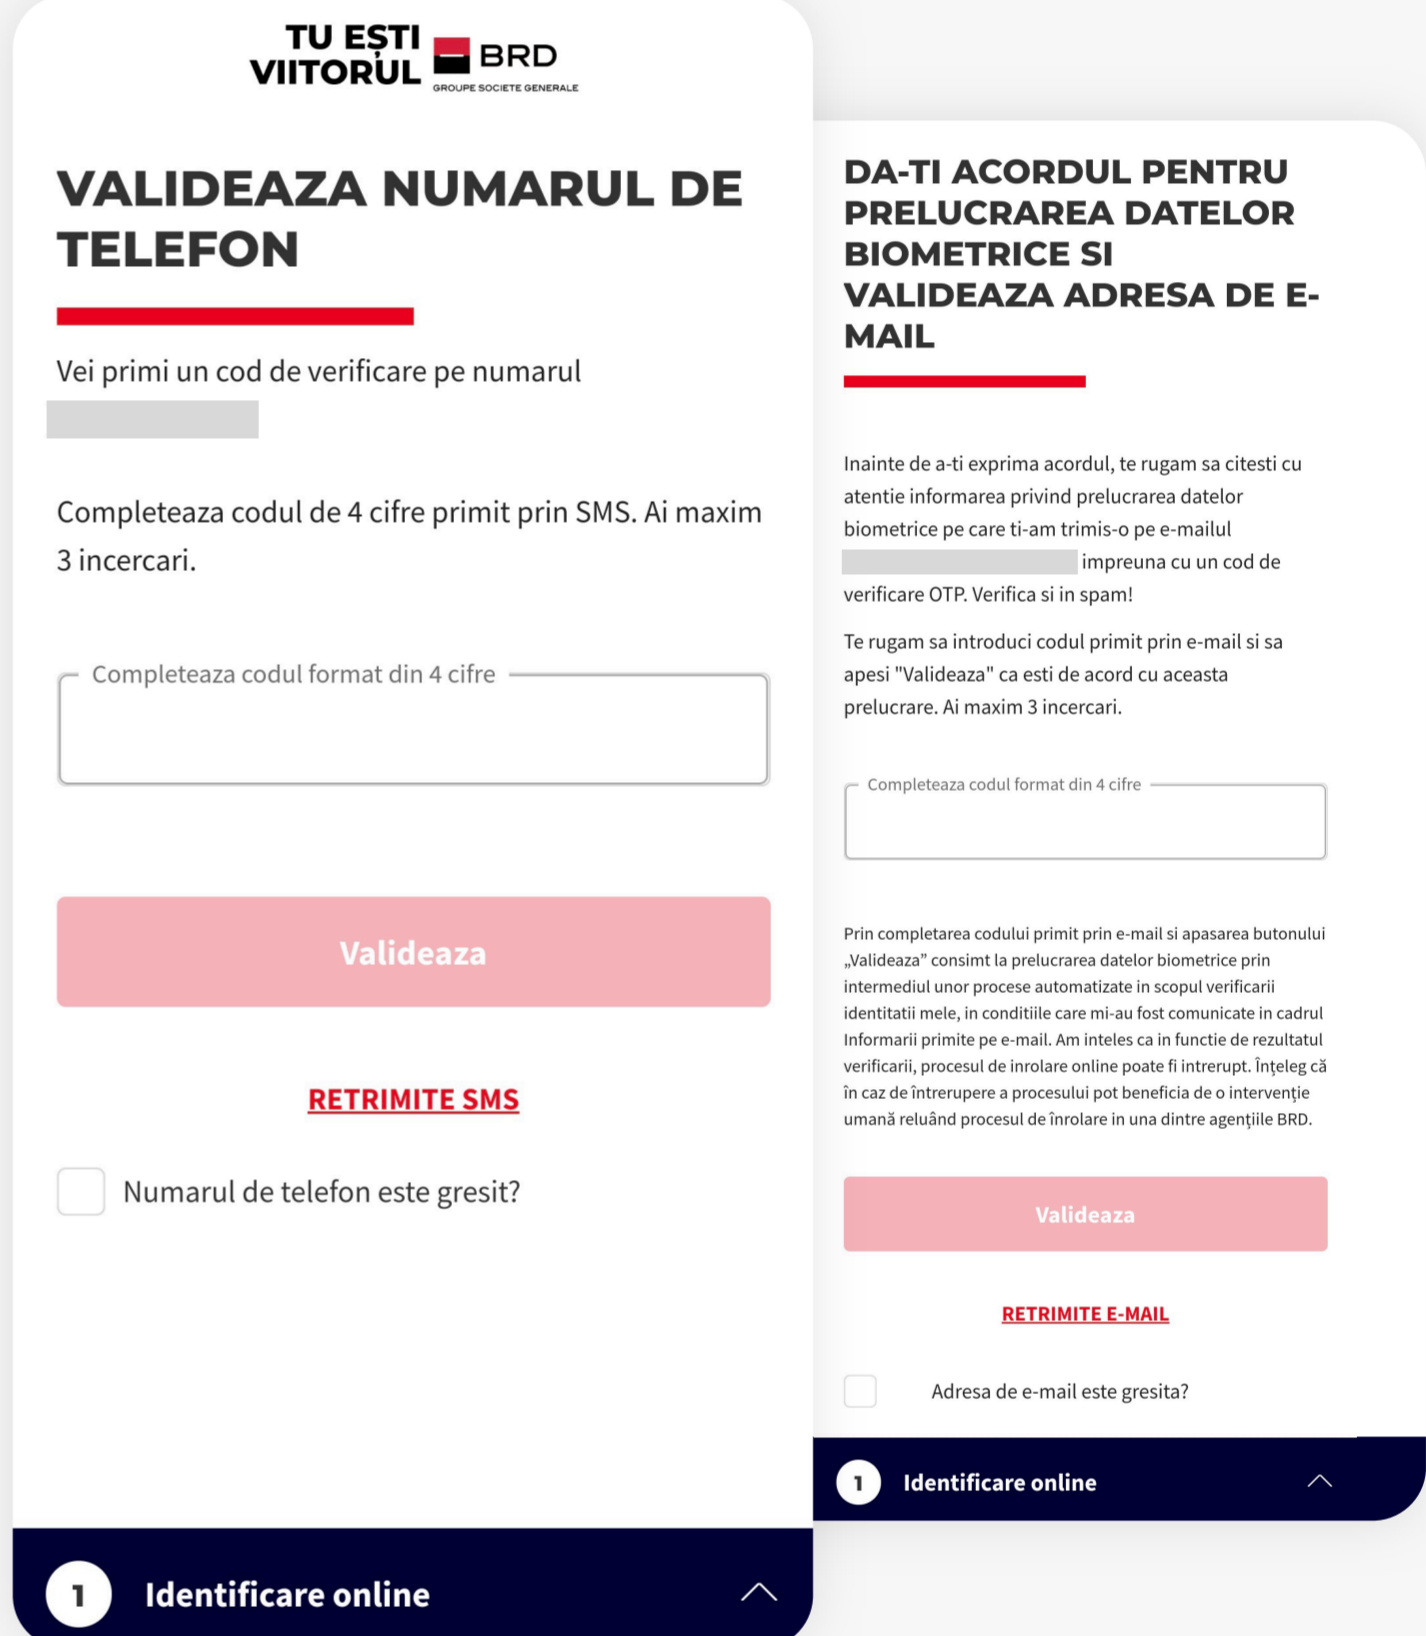 TU EȘTI
VIITORUL
BRD
GROUPE SOCIETE GENERALE
VALIDEAZA NUMARUL DE
TELEFON
Vei primi un cod de verificare pe numarul
Completeaza codul de 4 cifre primit prin SMS. Ai maxim
3 incercari.
Completeaza codul format din 4 cifre
Valideaza
RETRIMITE SMS
Numarul de telefon este gresit?
1 Identificare online
DA-TI ACORDUL PENTRU
PRELUCRAREA DATELOR
BIOMETRICE SI
VALIDEAZA ADRESA DE E-
MAIL
Inainte de a-ti exprima acordul, te rugam sa citesti cu
atentie informarea privind prelucrarea datelor
biometrice pe care ti-am trimis-o pe e-mailul
impreuna cu un cod de
verificare OTP. Verifica si in spam!
Te rugam sa introduci codul primit prin e-mail si sa
apesi "Valideaza" ca esti de acord cu aceasta
prelucrare. Ai maxim 3 incercari.
Completeaza codul format din 4 cifre
Prin completarea codului primit prin e-mail si apasarea butonului
„Valideaza” consimt la prelucrarea datelor biometrice prin
intermediul unor procese automatizate in scopul verificarii
identitatii mele, in conditiile care mi-au fost comunicate in cadrul
Informarii primite pe e-mail. Am inteles ca in functie de rezultatul
verificarii, procesul de inrolare online poate fi intrerupt. Înțeleg că
în caz de întrerupere a procesului pot beneficia de o intervenție
umană reluând procesul de înrolare in una dintre agențiile BRD.
Valideaza
RETRIMITE E-MAIL
Adresa de e-mail este gresita?
1 Identificare online